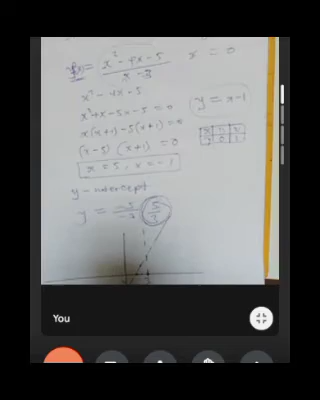 y = x² - 4x - 5 / x - 3    x = 0
x² - 4x - 5
x² + x - 5x - 5 = 0
x(x+1) - 5(x+1) = 0
(x-5) (x+1) = 0
x = 5, x = -1
y = x-1
y-intercept
y = -5/-3 5/3
You